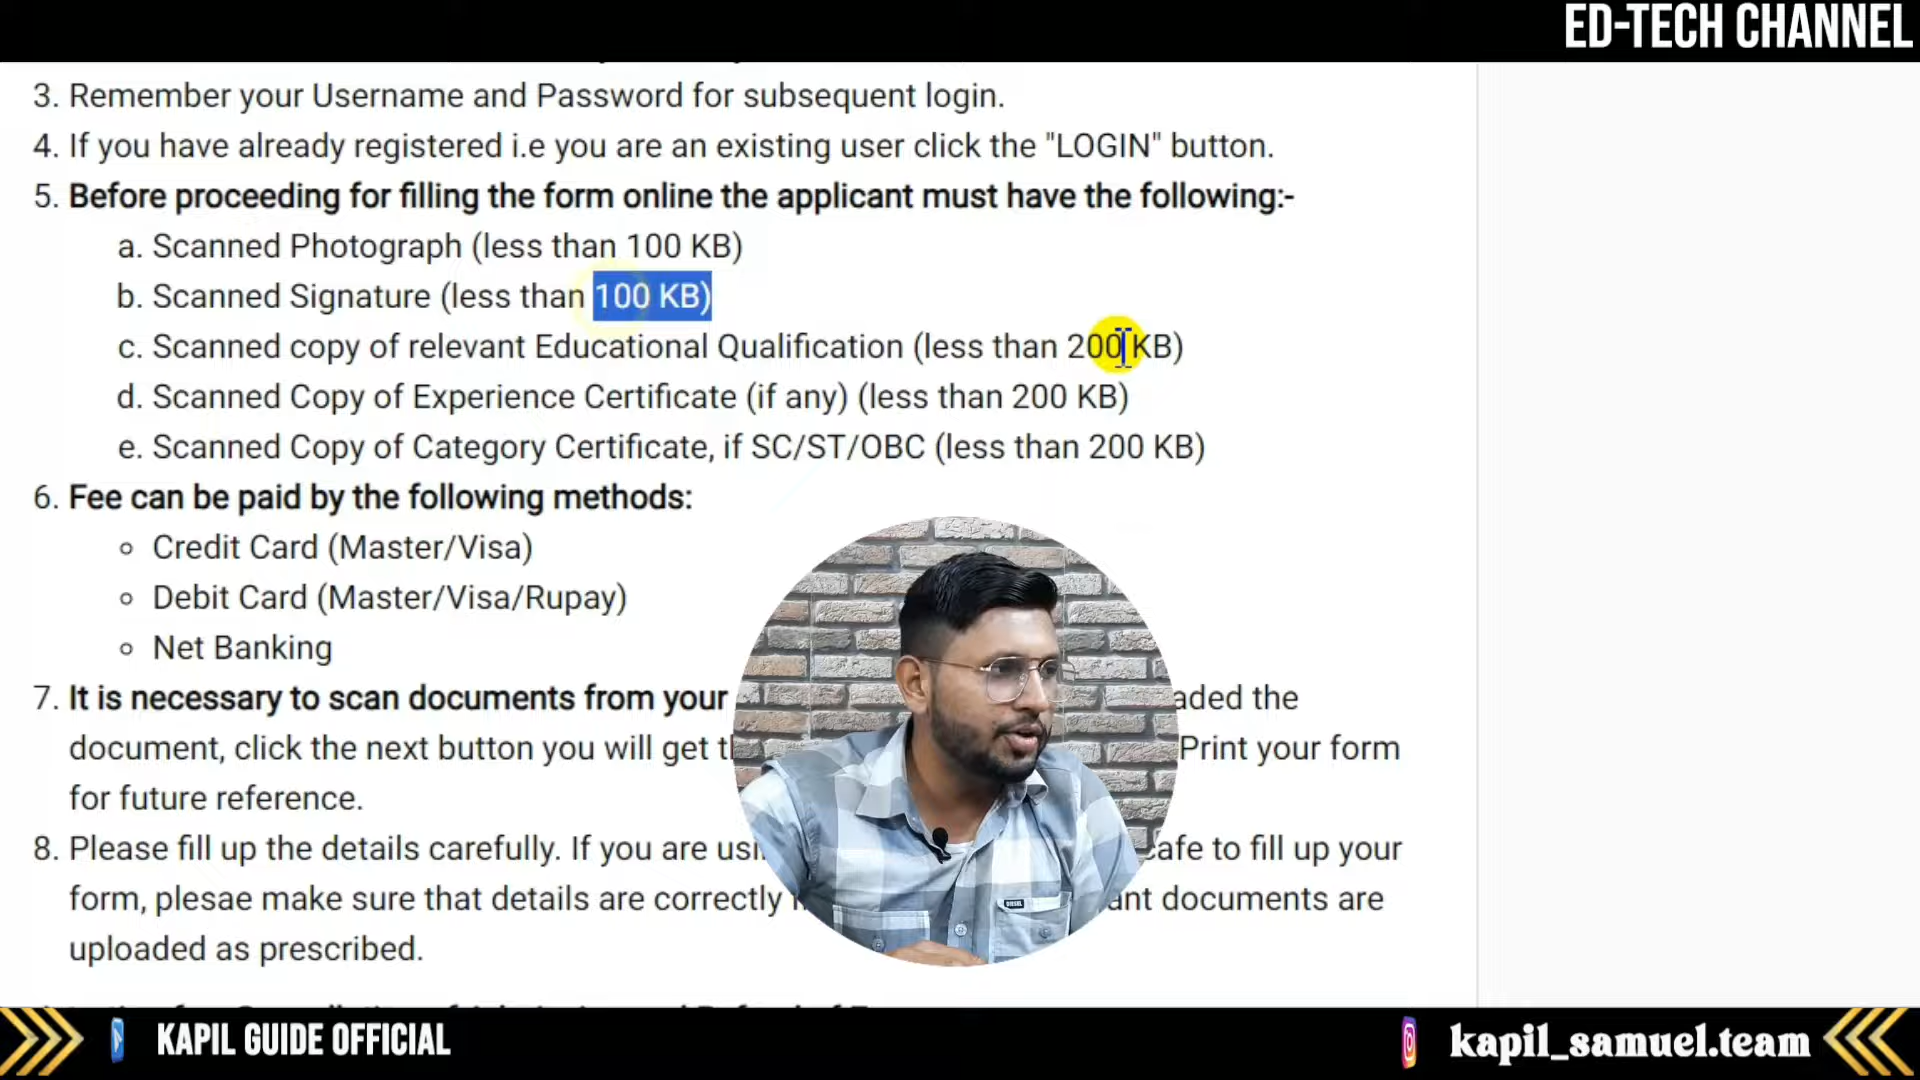 ED-TECH CHANNEL
3. Remember your Username and Password for subsequent login.
4. If you have already registered i.e you are an existing user click the "LOGIN" button.
5. Before proceeding for filling the form online the applicant must have the following:-
a. Scanned Photograph (less than 100 KB)
b. Scanned Signature (less than 100 KB)
c. Scanned copy of relevant Educational Qualification (less than 200 KB)
d. Scanned Copy of Experience Certificate (if any) (less than 200 KB)
e. Scanned Copy of Category Certificate, if SC/ST/OBC (less than 200 KB)
6. Fee can be paid by the following methods:
Credit Card (Master/Visa)
Debit Card (Master/Visa/Rupay)
Net Banking
7. It is necessary to scan documents from your aded the
document, click the next button you will get Print your form
for future reference.
8. Please fill up the details carefully. If you are afe to fill up your
form, plesae make sure that details are correctly ant documents are
uploaded as prescribed.
DIESEL
KAPIL GUIDE OFFICIAL
kapil_samuel.team